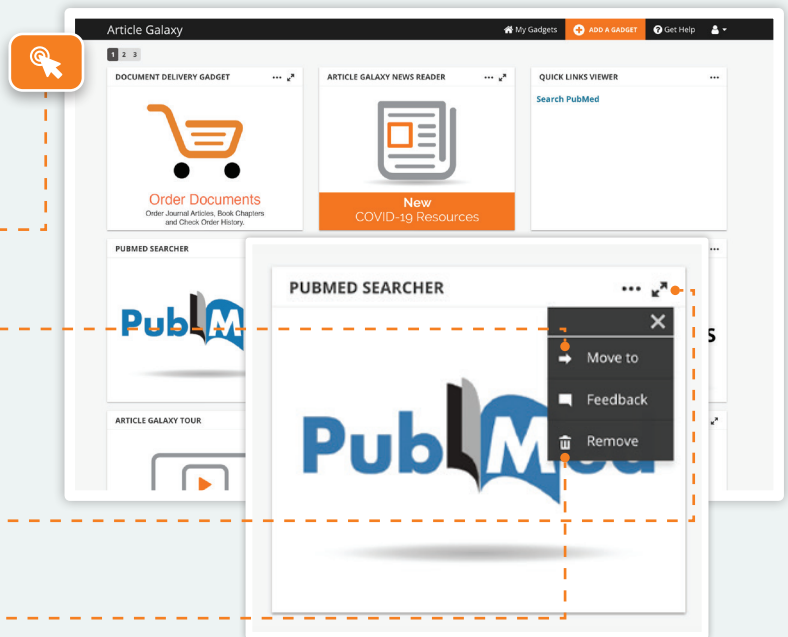 Article Galaxy
My Gadgets
ADD A GADGET
Get Help
1 2 3
DOCUMENT DELIVERY GADGET
ARTICLE GALAXY NEWS READER
QUICK LINKS VIEWER
Search PubMed
Order Documents
Order Journal Articles, Book Chapters
and Check Order History.
New
COVID-19 Resources
PUBMED SEARCHER
Pub M
S
ARTICLE GALAXY TOUR
PUBMED SEARCHER
Move to
Feedback
Remove
PubMed